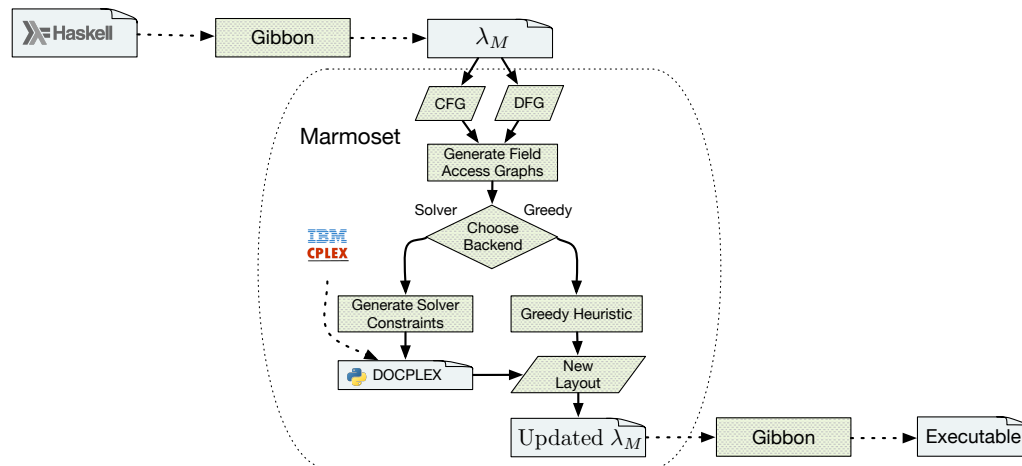 Haskell
Gibbon
λ_M
CFG
DFG
Marmoset
Generate Field
Access Graphs
Solver
Greedy
Choose
Backend
IBM
CPLEX
Generate Solver
Constraints
Greedy Heuristic
DOCPLEX
New
Layout
Updated λ_M
Gibbon
Executable